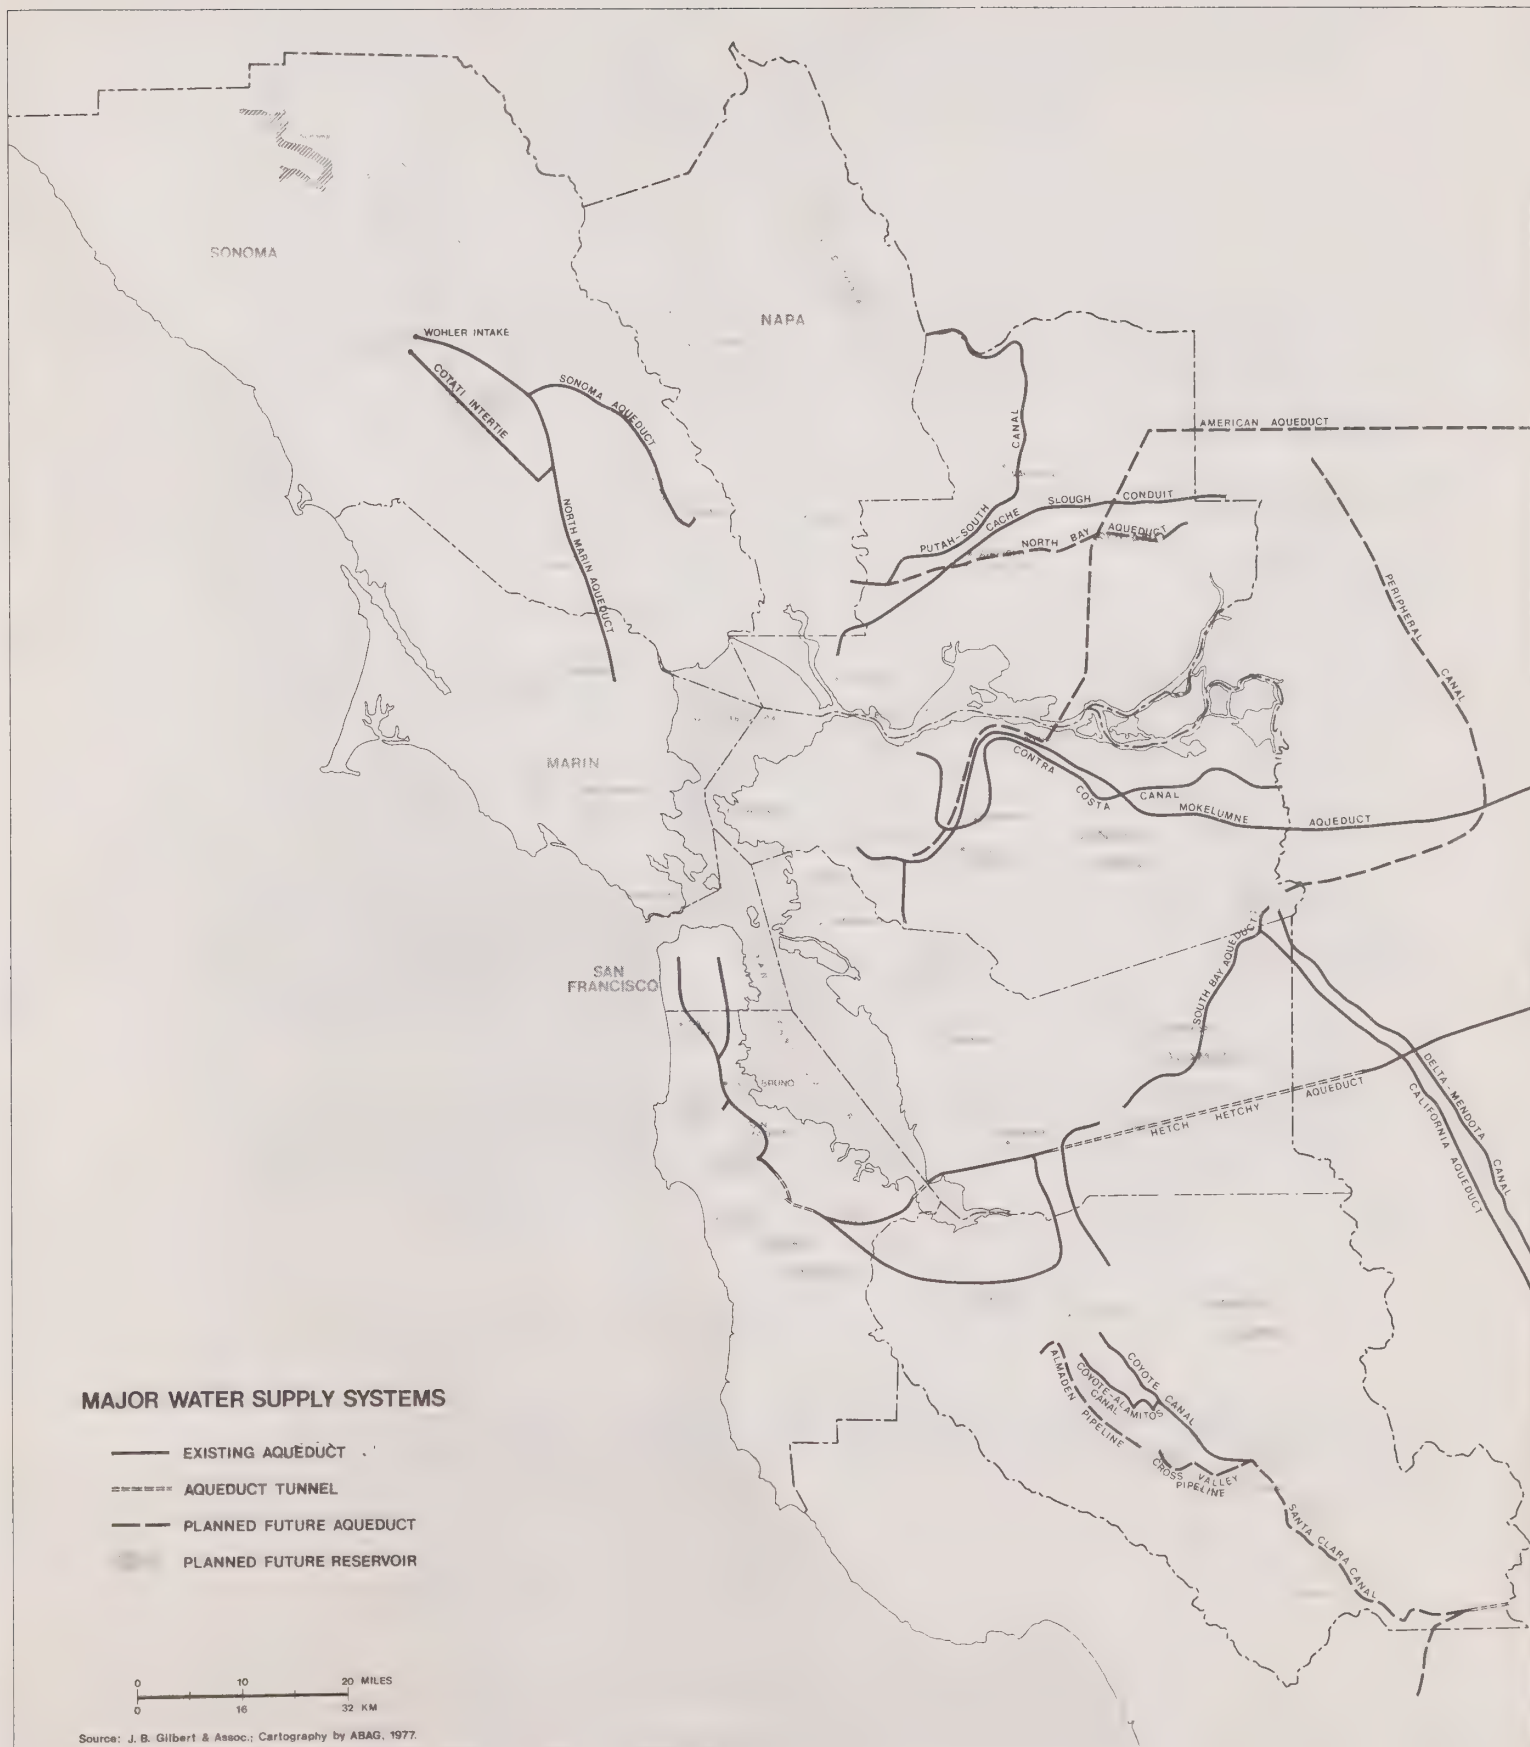 SONOMA
NAPA
WOHLER INTAKE
COTATI INTERTIE
SONOMA AQUEDUCT
NORTH MARIN AQUEDUCT
CANAL
PUTAH-SOUTH
CACHE SLOUGH CONDUIT
NORTH BAY AQUEDUCT
AMERICAN AQUEDUCT
PERIPHERAL CANAL
MARIN
CONTRA COSTA CANAL
MOKELUMNE AQUEDUCT
SAN
FRANCISCO
SOUTH BAY AQUEDUCT
BRUNO
HETCH HETCHY AQUEDUCT
DELTA-MENDOTA CANAL
CALIFORNIA AQUEDUCT
COYOTE CANAL
COYOTE-ALAMITOS
CANAL
ALMADEN PIPELINE
CROSS VALLEY
PIPELINE
SANTA CLARA CANAL
MAJOR WATER SUPPLY SYSTEMS
EXISTING AQUEDUCT
AQUEDUCT TUNNEL
PLANNED FUTURE AQUEDUCT
PLANNED FUTURE RESERVOIR
0 10 20 MILES
0 16 32 KM
Source: J. B. Gilbert & Assoc.; Cartography by ABAG, 1977.